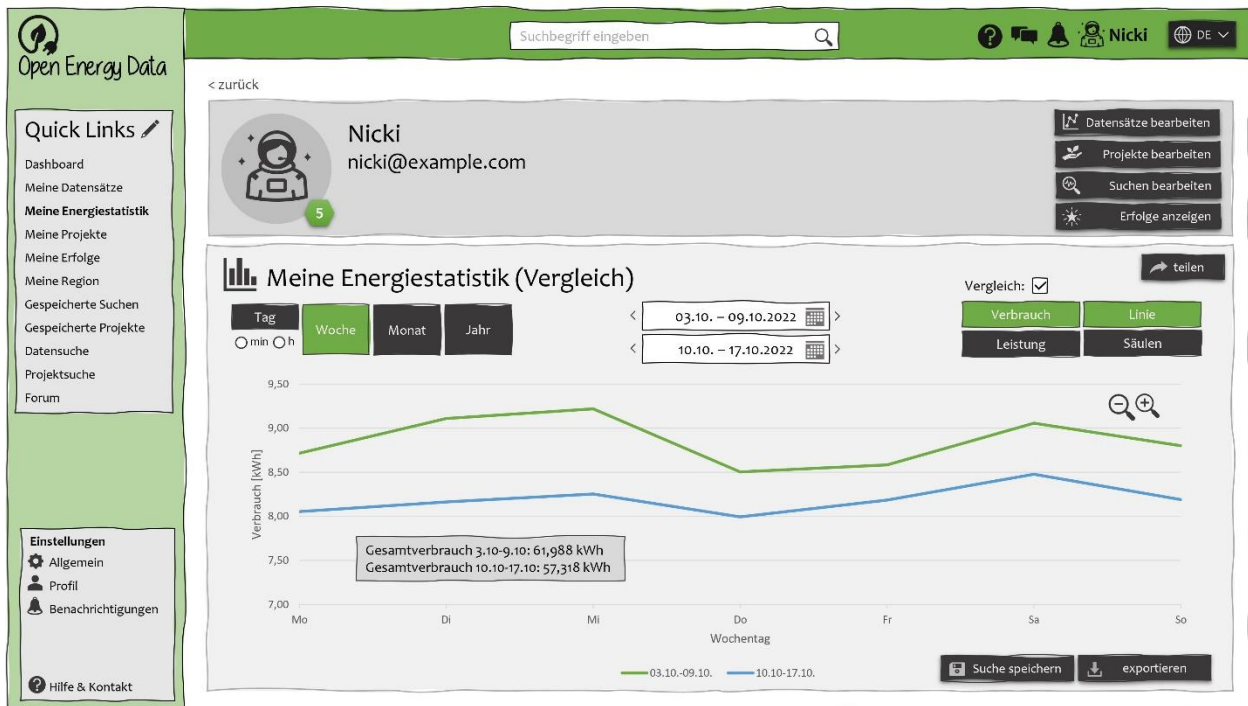 Open Energy Data
Suchbegriff eingeben
Nicki
DE
< zurück
Quick Links
Dashboard
Meine Datensätze
Meine Energiestatistik
Meine Projekte
Meine Erfolge
Meine Region
Gespeicherte Suchen
Gespeicherte Projekte
Datensuche
Projektsuche
Forum
Einstellungen
Allgemein
Profil
Benachrichtigungen
Hilfe & Kontakt
Nicki
nicki@example.com
5
Datensätze bearbeiten
Projekte bearbeiten
Suchen bearbeiten
Erfolge anzeigen
Meine Energiestatistik (Vergleich)
teilen
Tag
min h
Woche
Monat
Jahr
< 03.10. – 09.10.2022 >
< 10.10. – 17.10.2022 >
Vergleich:
Verbrauch
Linie
Leistung
Säulen
Verbrauch [kWh]
9,50
9,00
8,50
8,00
7,50
7,00
Gesamtverbrauch 3.10-9.10: 61,988 kWh
Gesamtverbrauch 10.10-17.10: 57,318 kWh
Mo Di Mi Do Fr Sa So
Wochentag
03.10.-09.10. 10.10-17.10.
Suche speichern
exportieren